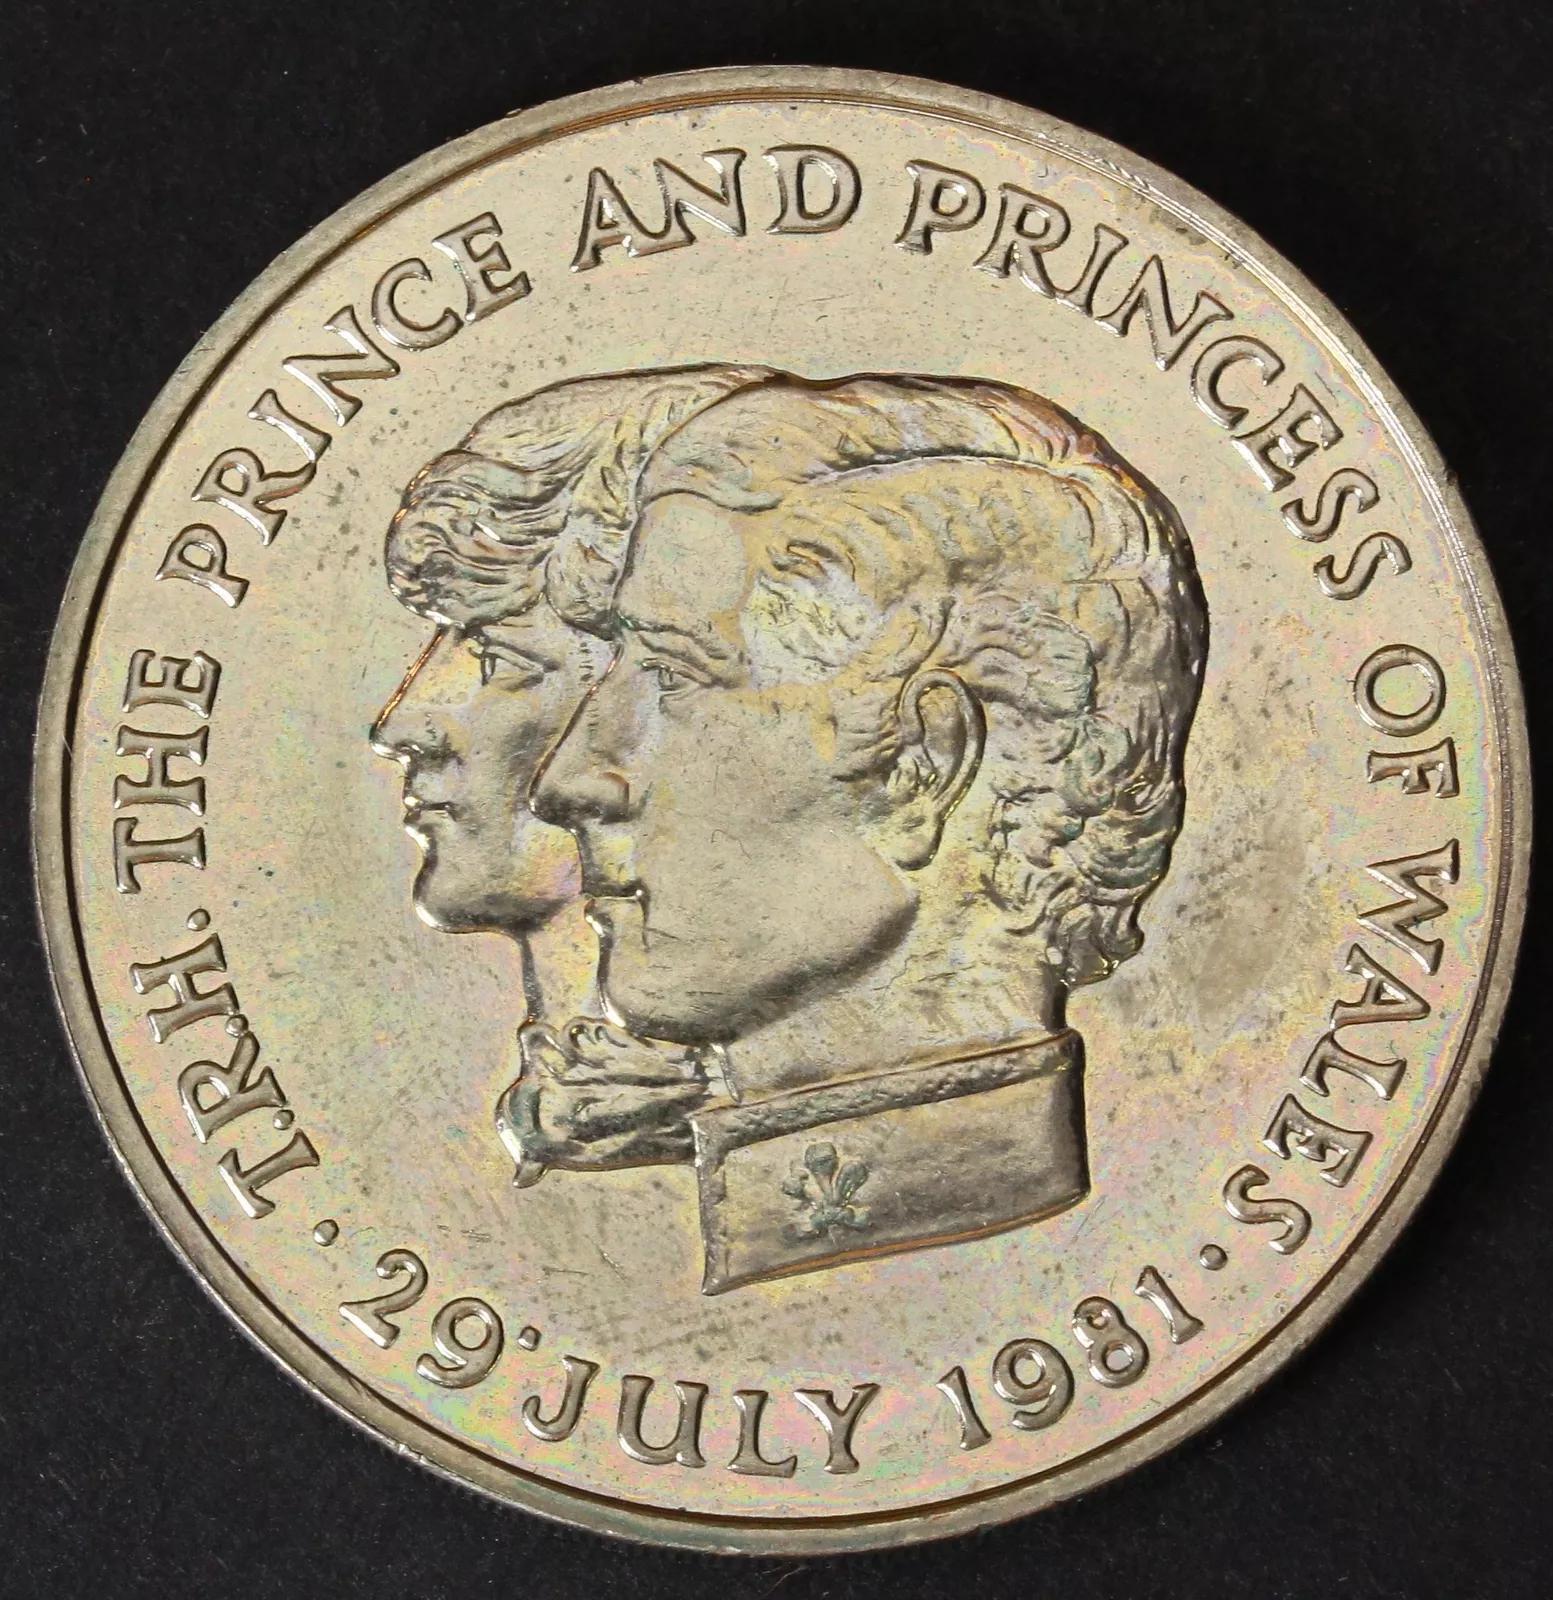 T.R.H. THE PRINCE AND PRINCESS OF WALES
· 29· JULY 1981 ·